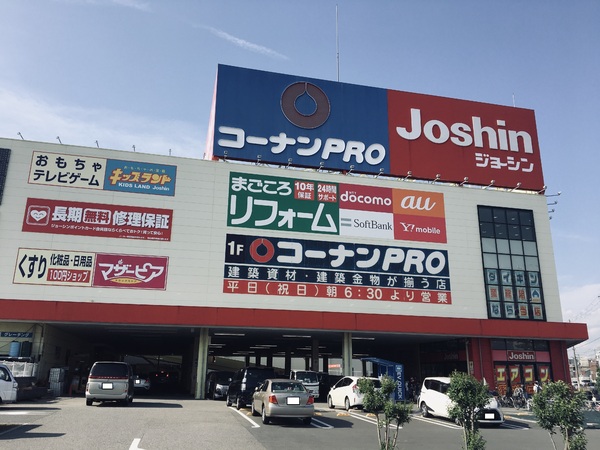 コーナンPRO
Joshin
ジョーシン
おもちゃ
テレビゲーム
キッズランド
KIDS LAND Joshin
長期無料修理保証
くすり
化粧品・日用品
100円ショップ
マザーピア
まごころ
リフォーム
10年保証
24時間サポート
docomo
au
SoftBank
Y!mobile
1F コーナンPRO
建築資材・建築金物が揃う店
平日(祝日)朝6:30より営業
Joshin